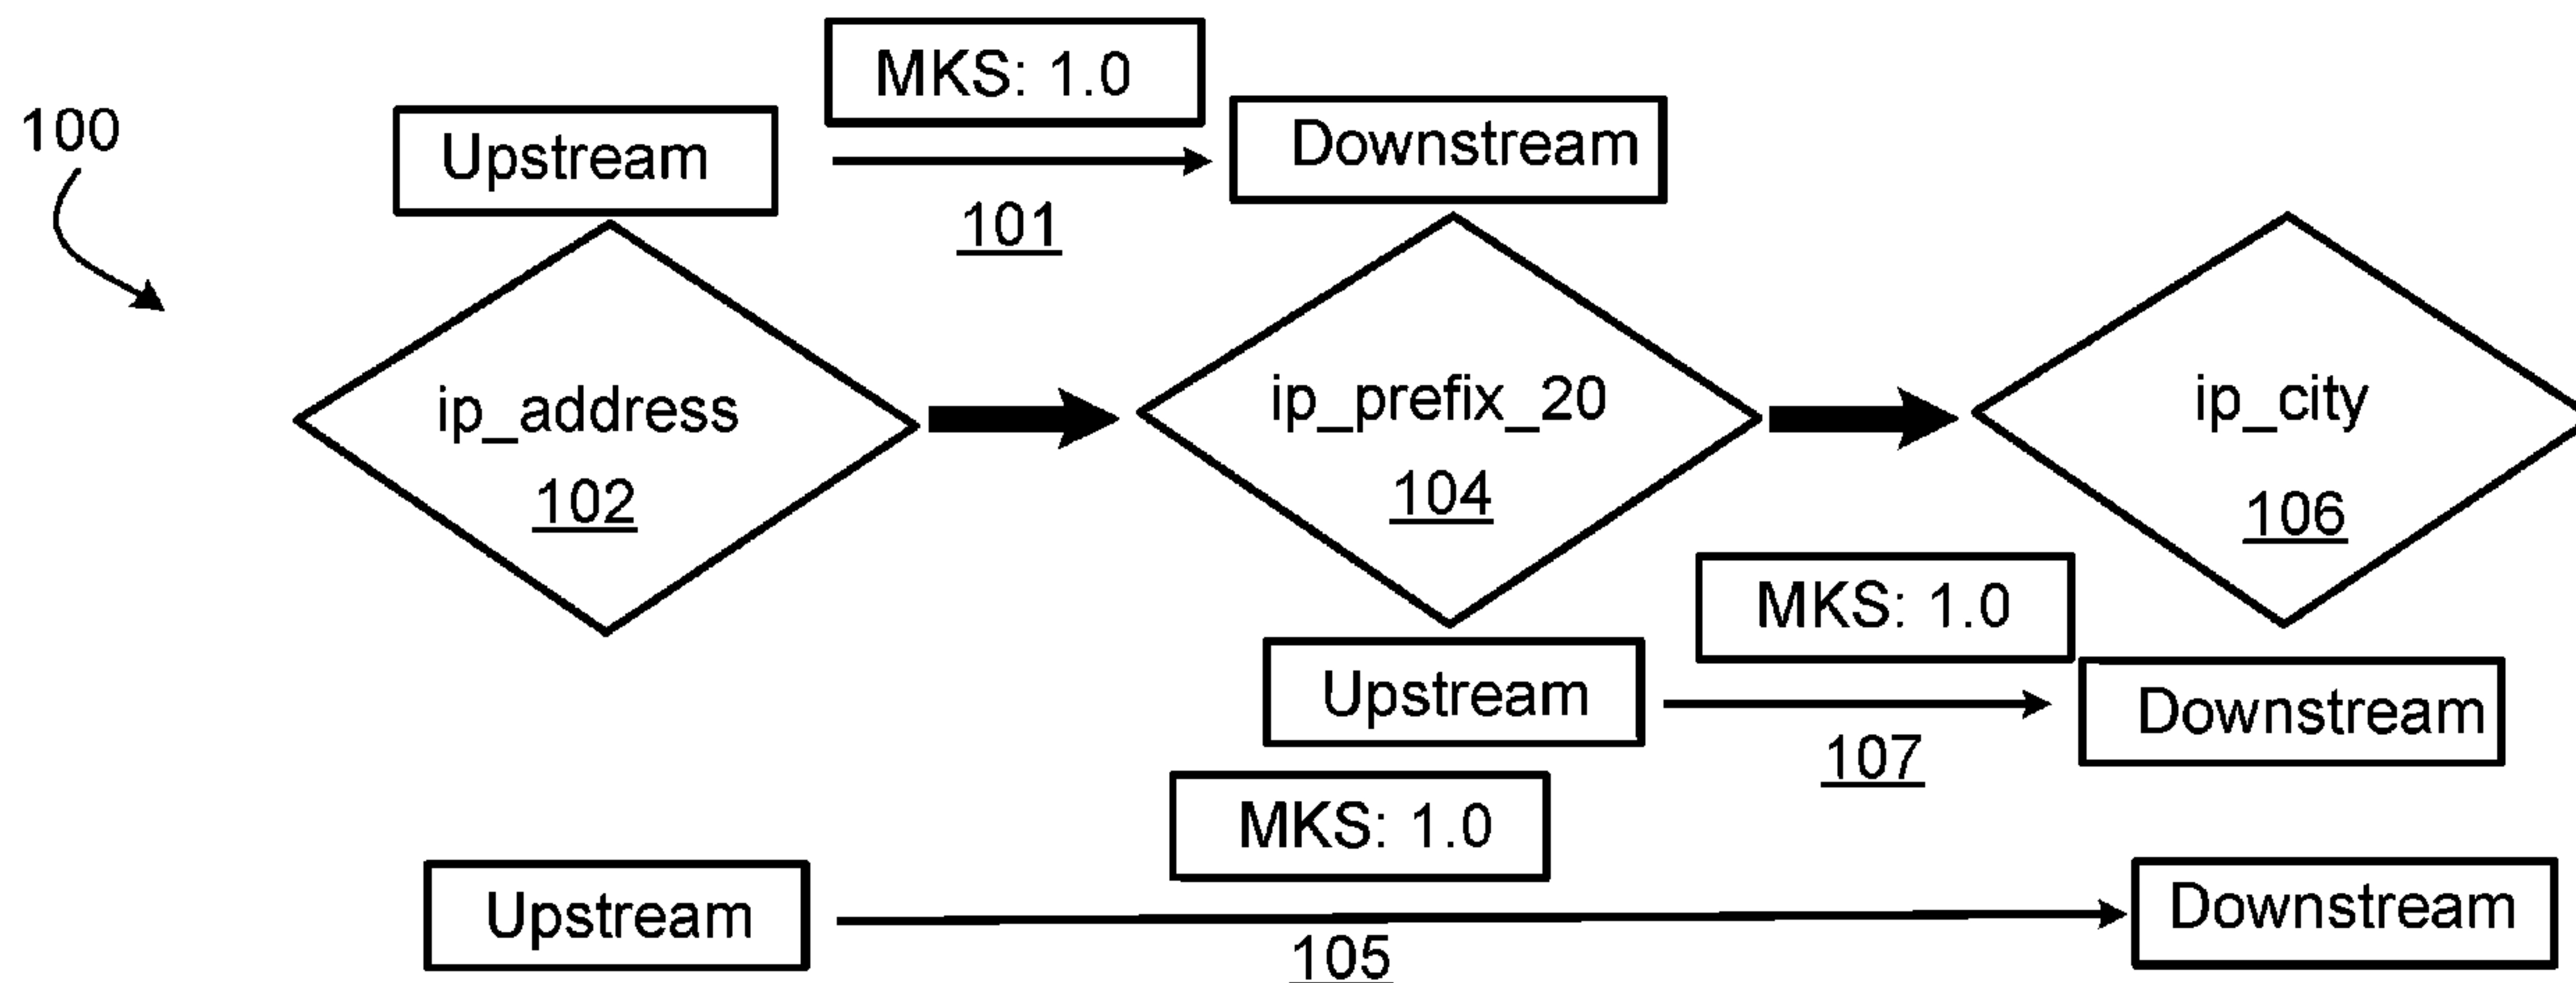 MKS: 1.0
100
Upstream
Downstream
101
ip_address
ip_prefix_20
ip_city
102
104
106
MKS: 1.0
Upstream
Downstream
107
MKS: 1.0
Upstream
Downstream
105